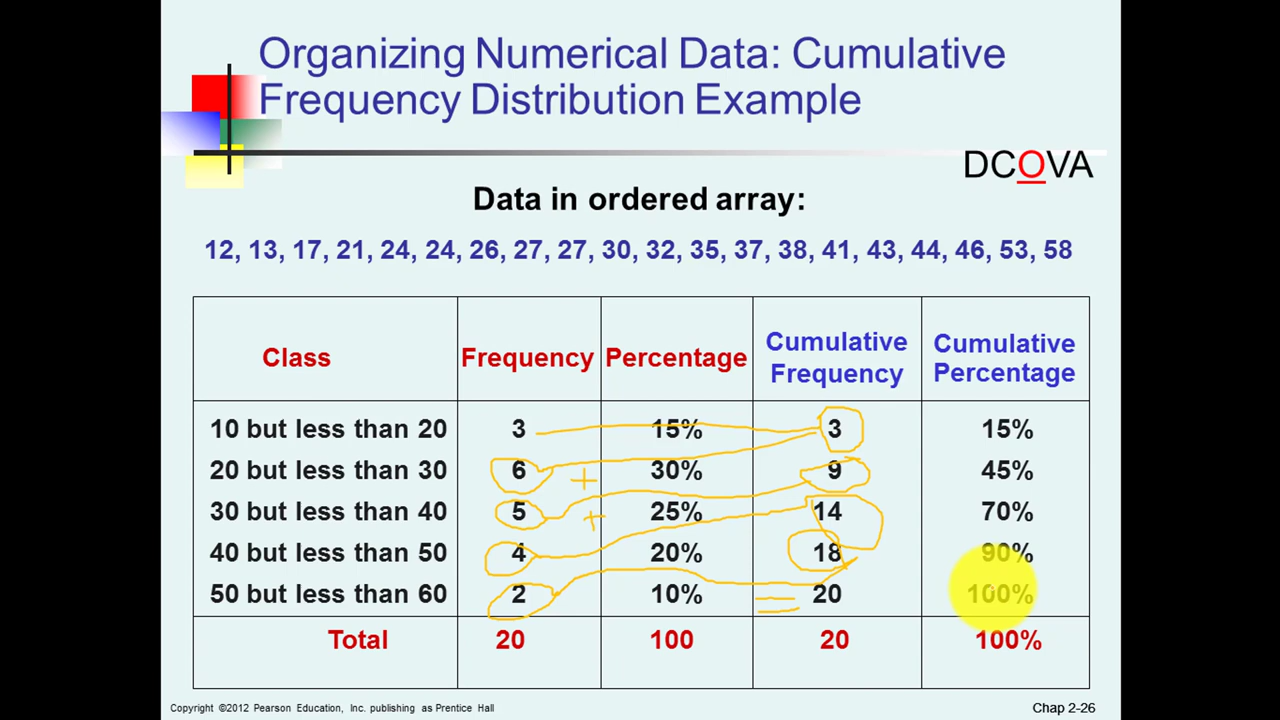 Organizing Numerical Data: Cumulative
Frequency Distribution Example
DCOVA
Data in ordered array:
12, 13, 17, 21, 24, 24, 26, 27, 27, 30, 32, 35, 37, 38, 41, 43, 44, 46, 53, 58
Class Frequency Percentage Cumulative Frequency Cumulative Percentage
10 but less than 20 3 15% 3 15%
20 but less than 30 6 + 30% 9 45%
30 but less than 40 5 + 25% 14 70%
40 but less than 50 4 20% 18 90%
50 but less than 60 2 10% = 20 100%
Total 20 100 20 100%
Copyright ©2012 Pearson Education, Inc. publishing as Prentice Hall
Chap 2-26